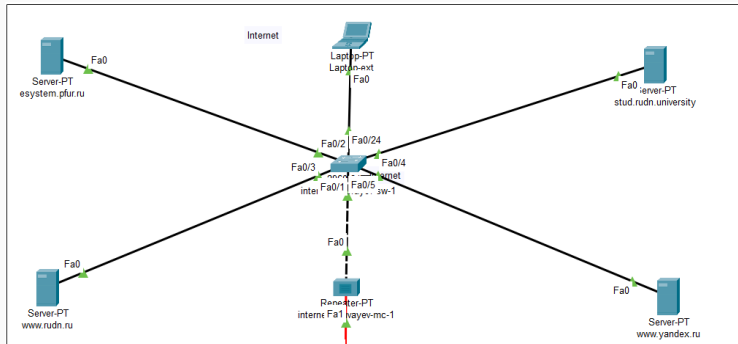 Internet
Laptop-PT
Laptop-ext
Fa0
Fa0
Server-PT
esystem.pfur.ru
Fa0
Server-PT
stud.rudn.university
Fa0/2
Fa0/24
Fa0/3
Fa0/4
Fa0/1
Fa0/5
Fa0
Server-PT
www.rudn.ru
Fa0
Repeater-PT
Fa1
Fa0
Server-PT
www.yandex.ru